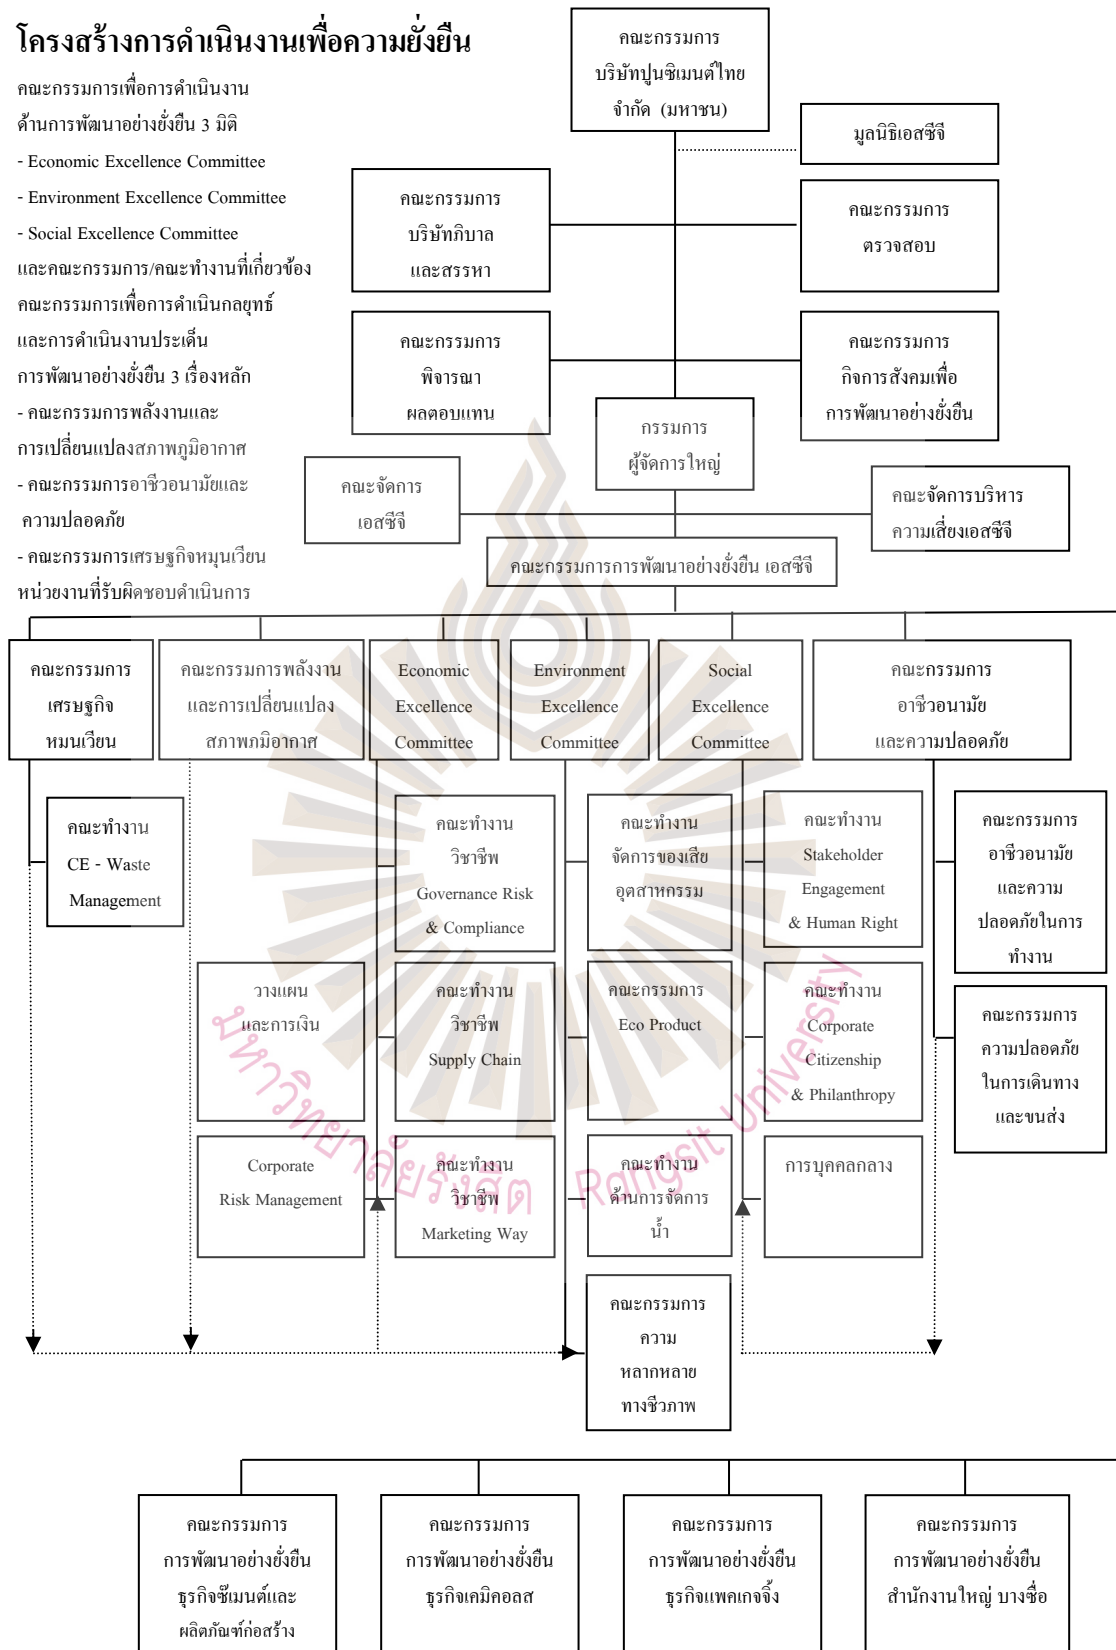 โครงสร้างการดำเนินงานเพื่อความยั่งยืน
คณะกรรมการเพื่อการดำเนินงาน
ด้านการพัฒนาอย่างยั่งยืน 3 มิติ
- Economic Excellence Committee
- Environment Excellence Committee
- Social Excellence Committee
และคณะกรรมการ/คณะทำงานที่เกี่ยวข้อง
คณะกรรมการเพื่อการดำเนินกลยุทธ์
และการดำเนินงานประเด็น
การพัฒนาอย่างยั่งยืน 3 เรื่องหลัก
- คณะกรรมการพลังงานและ
การเปลี่ยนแปลงสภาพภูมิอากาศ
- คณะกรรมการอาชีวอนามัยและ
ความปลอดภัย
- คณะกรรมการเศรษฐกิจหมุนเวียน
หน่วยงานที่รับผิดชอบดำเนินการ
คณะกรรมการ
บริษัทปูนซิเมนต์ไทย
จำกัด (มหาชน)
มูลนิธิเอสซีจี
คณะกรรมการ
บริษัทภิบาล
และสรรหา
คณะกรรมการ
ตรวจสอบ
คณะกรรมการ
พิจารณา
ผลตอบแทน
คณะกรรมการ
กิจการสังคมเพื่อ
การพัฒนาอย่างยั่งยืน
กรรมการ
ผู้จัดการใหญ่
คณะจัดการ
เอสซีจี
คณะจัดการบริหาร
ความเสี่ยงเอสซีจี
คณะกรรมการการพัฒนาอย่างยั่งยืน เอสซีจี
คณะกรรมการ
เศรษฐกิจ
หมนเวียน
คณะกรรมการพลังงาน
และการเปลี่ยนแปลง
สภาพภมิอากาศ
Economic
Excellence
Committee
Environment
Excellence
Committee
Social
Excellence
Committee
คณะกรรมการ
อาชีวอนามัย
และความปลอดภัย
คณะทำงาน
CE - Waste
Management
คณะทำงาน
วิชาชีพ
Governance Risk
& Compliance
คณะทำงาน
จัดการของเสีย
อุตสาหกรรม
คณะทำงาน
Stakeholder
Engagement
& Human Right
คณะกรรมการ
อาชีวอนามัย
และความ
ปลอดภัยในการ
ทำงาน
วางแผน
และการเงิน
คณะทำงาน
วิชาชีพ
Supply Chain
คณะกรรมการ
Eco Product
คณะทำงาน
Corporate
Citizenship
& Philanthropy
คณะกรรมการ
ความปลอดภัย
ในการเดินทาง
และขนส่ง
Corporate
Risk Management
คณะทำงาน
วิชาชีพ
Marketing Way
คณะทำงาน
ด้านการจัดการ
น้ำ
การบุคคลกลาง
คณะกรรมการ
ความ
หลากหลาย
ทางชีวภาพ
มหาวิทยาลัยรังสิต Rangsit University
คณะกรรมการ
การพัฒนาอย่างยั่งยืน
ธุรกิจซีเมนต์และ
ผลิตภัณฑ์ก่อสร้าง
คณะกรรมการ
การพัฒนาอย่างยั่งยืน
ธุรกิจเคมิคอลส
คณะกรรมการ
การพัฒนาอย่างยั่งยืน
ธุรกิจแพคเกจจิ้ง
คณะกรรมการ
การพัฒนาอย่างยั่งยืน
สำนักงานใหญ่ บางซื่อ